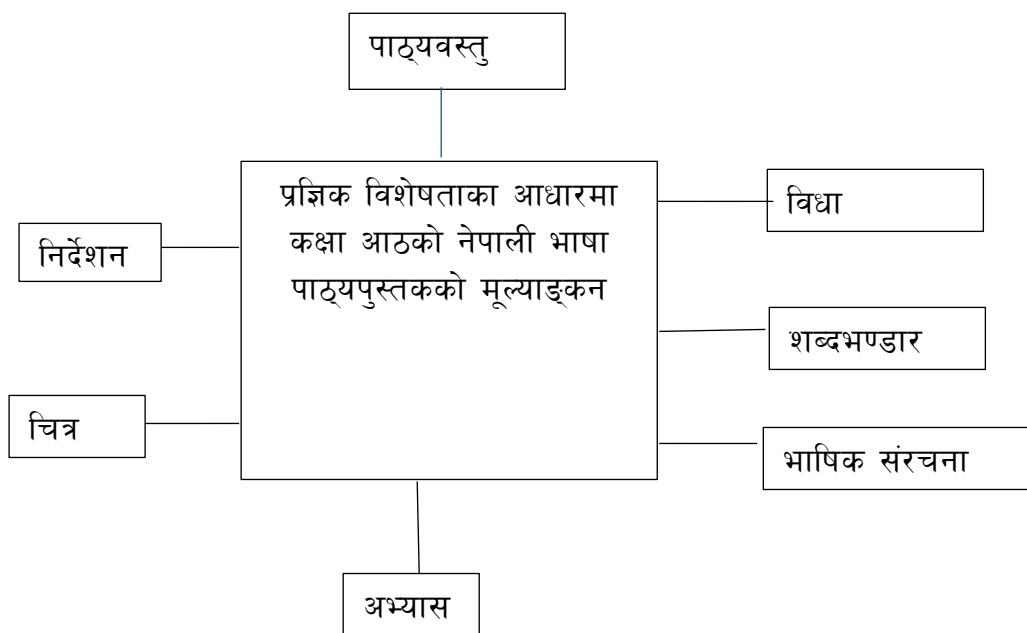 पाठ्यवस्तु
प्रज्ञिक विशेषताका आधारमा
कक्षा आठको नेपाली भाषा
पाठ्यपुस्तकको मूल्याङ्कन
विधा
निर्देशन
शब्दभण्डार
चित्र
भाषिक संरचना
अभ्यास